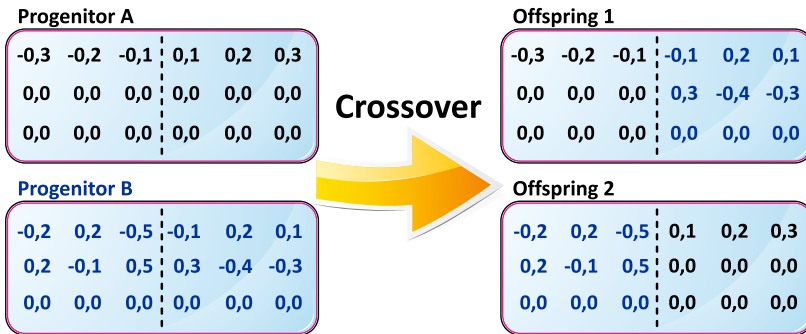 Progenitor A
-0,3 -0,2 -0,1 0,1 0,2 0,3
0,0 0,0 0,0 0,0 0,0 0,0
0,0 0,0 0,0 0,0 0,0 0,0
Progenitor B
-0,2 0,2 -0,5 -0,1 0,2 0,1
0,2 -0,1 0,5 0,3 -0,4 -0,3
0,0 0,0 0,0 0,0 0,0 0,0
Crossover
Offspring 1
-0,3 -0,2 -0,1 -0,1 0,2 0,1
0,0 0,0 0,0 0,3 -0,4 -0,3
0,0 0,0 0,0 0,0 0,0 0,0
Offspring 2
-0,2 0,2 -0,5 0,1 0,2 0,3
0,2 -0,1 0,5 0,0 0,0 0,0
0,0 0,0 0,0 0,0 0,0 0,0